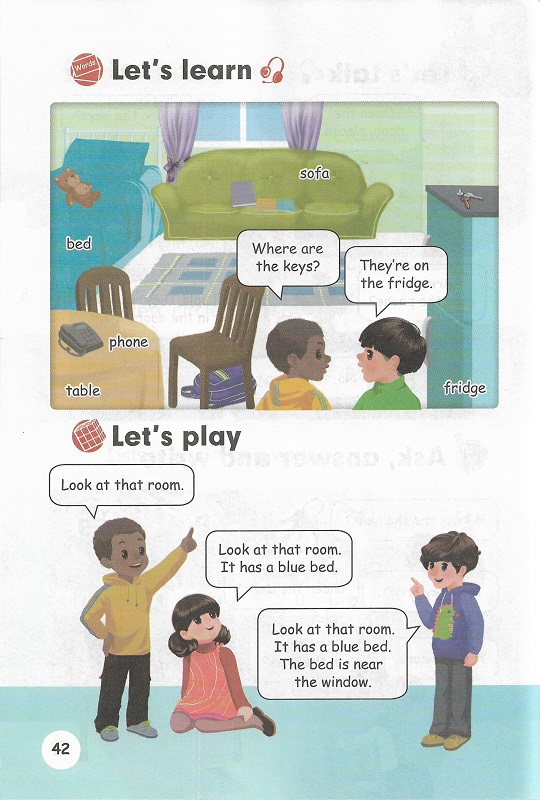 Words
Let's learn
sofa
bed
Where are
the keys?
They're on
the fridge.
phone
table
fridge
Let's play
Look at that room.
Look at that room.
It has a blue bed.
Look at that room.
It has a blue bed.
The bed is near
the window.
42